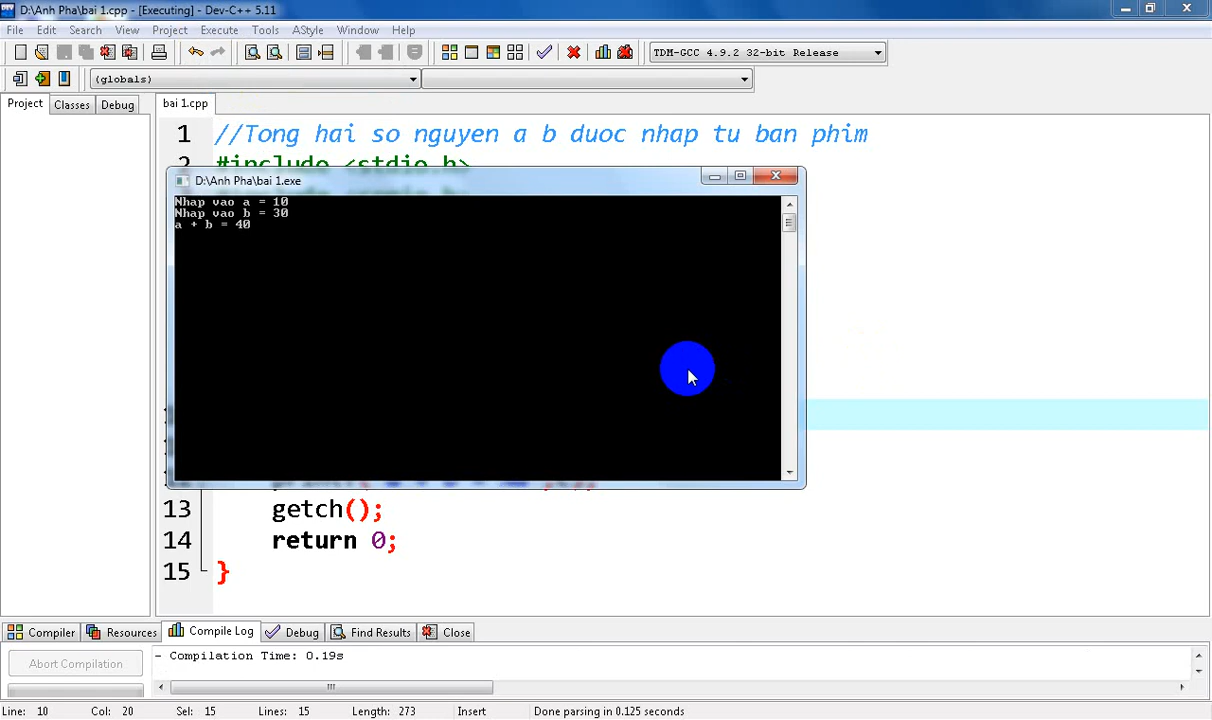 D:\Anh Pha\bai 1.cpp - [Executing] - Dev-C++ 5.11
File Edit Search View Project Execute Tools AStyle Window Help
TDM-GCC 4.9.2 32-bit Release
(globals)
Project Classes Debug
bai 1.cpp
1 //Tong hai so nguyen a b duoc nhap tu ban phim
2 #include <stdio.h>
D:\Anh Pha\bai 1.exe
Nhap vao a = 10
Nhap vao b = 30
a + b = 40
13 getch();
14 return 0;
15 }
Compiler Resources Compile Log Debug Find Results Close
Abort Compilation
- Compilation Time: 0.19s
Line: 10 Col: 20 Sel: 15 Lines: 15 Length: 273 Insert Done parsing in 0.125 seconds